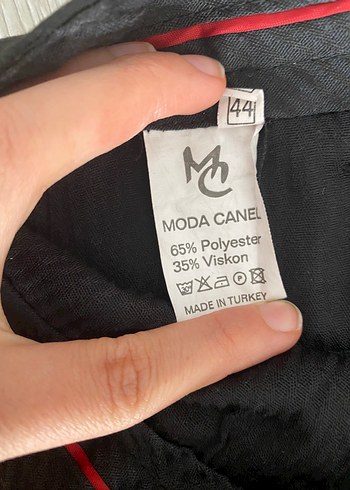 44
MC
MODA CANEL
65% Polyester
35% Viskon
P
MADE IN TURKEY